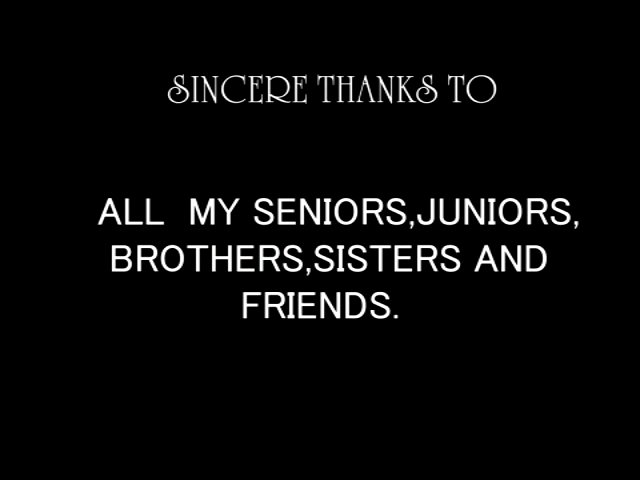 SINCERE THANKS TO
ALL MY SENIORS,JUNIORS,
BROTHERS,SISTERS AND
FRIENDS.